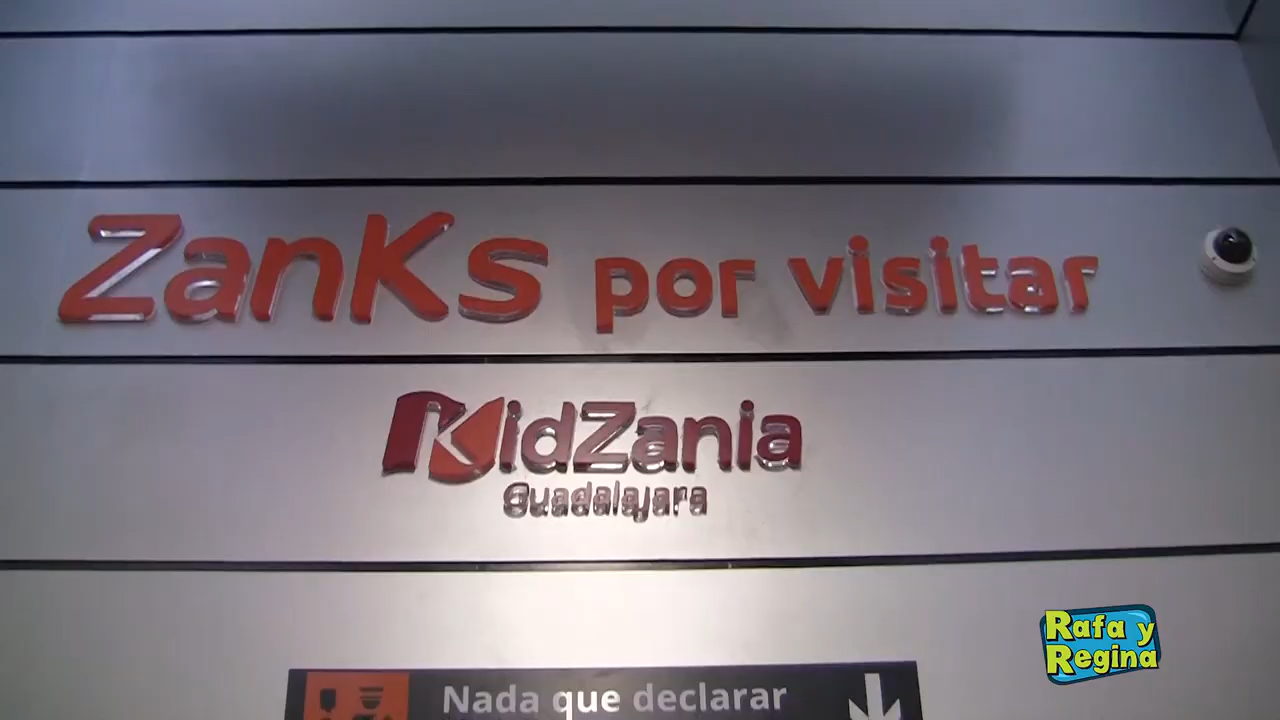 ZanKs por visitar
KidZania
Guadalajara
Nada que declarar
Rafa y
Regina